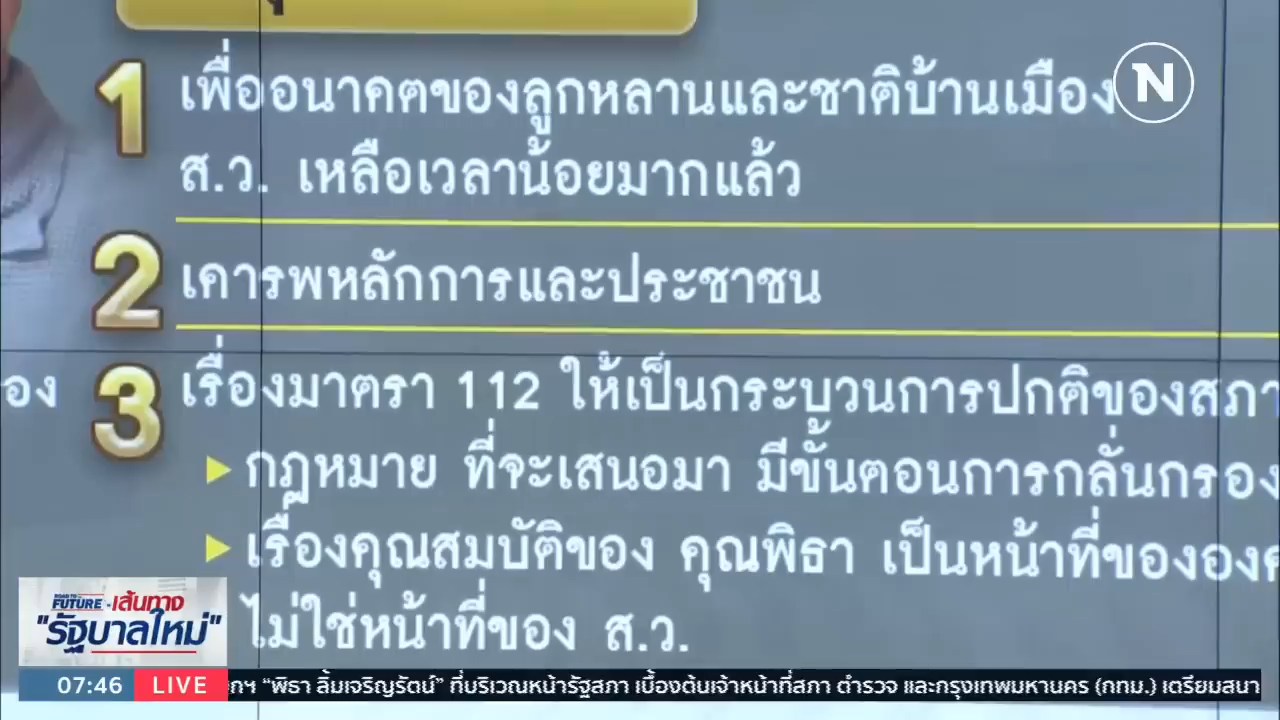 1 เพื่ออนาคตของลูกหลานและชาติบ้านเมือง
ส.ว. เหลือเวลาน้อยมากแล้ว
2 เคารพหลักการและประชาชน
3 เรื่องมาตรา 112 ให้เป็นกระบวนการปกติของสภา
อง
กฎหมาย ที่จะเสนอมา มีขั้นตอนการกลั่นกรอง
เรื่องคุณสมบัติของ คุณพิธา เป็นหน้าที่ขององค
ไม่ใช่หน้าที่ของ ส.ว.
N
ROAD TO FUTURE - เส้นทาง
"รัฐบาลใหม่"
07:46 LIVE กฯ “พิธา ลิ้มเจริญรัตน์” ที่บริเวณหน้ารัฐสภา เบื้องต้นเจ้าหน้าที่สภา ตำรวจ และกรุงเทพมหานคร (กทม.) เตรียมสนา